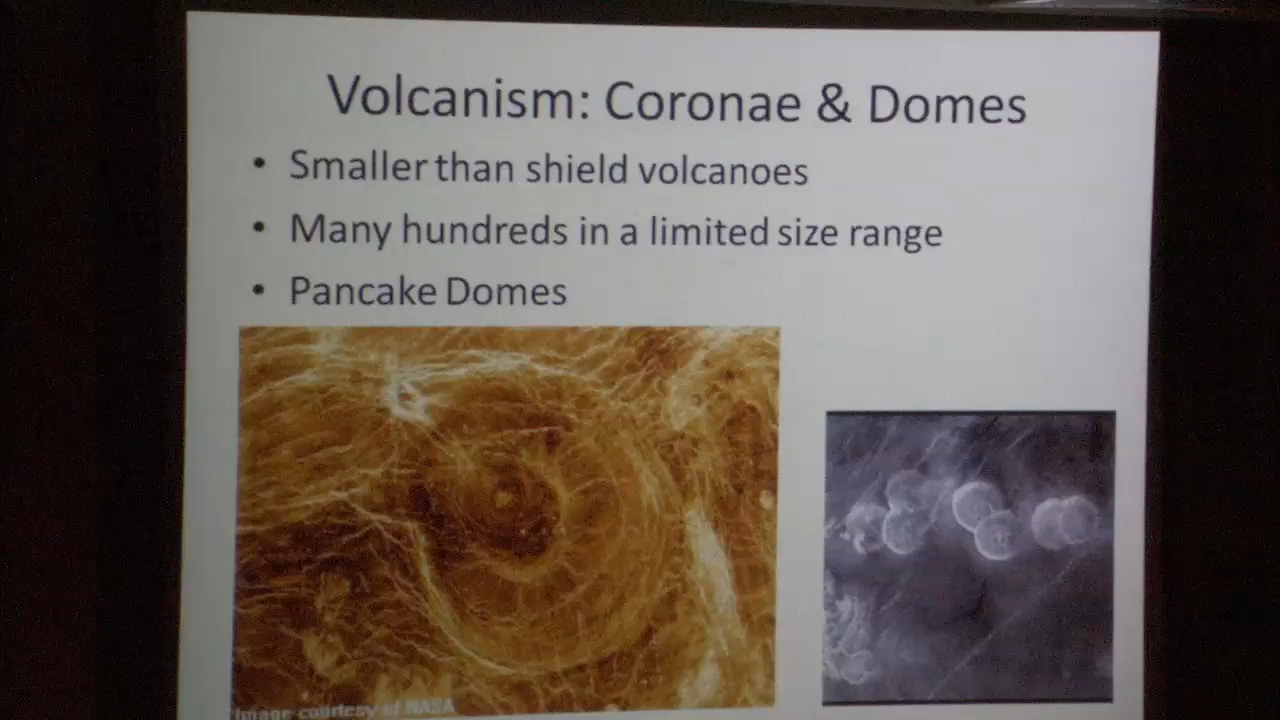 Volcanism: Coronae & Domes
• Smaller than shield volcanoes
• Many hundreds in a limited size range
• Pancake Domes
Image courtesy of NASA